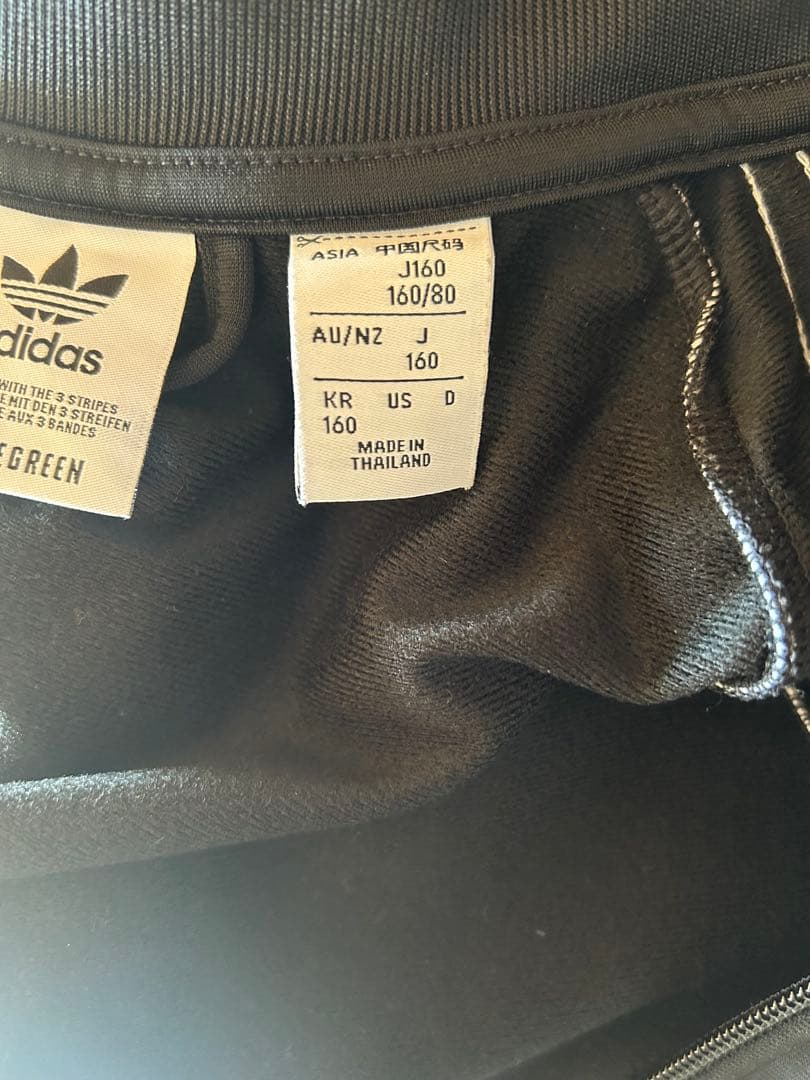 adidas
WITH THE 3 STRIPES
E MIT DEN 3 STREIFEN
E AUX 3 BANDES
EGREEN
ASIA 中国尺码
J160
160/80
AU/NZ J
160
KR US D
160
MADE IN
THAILAND